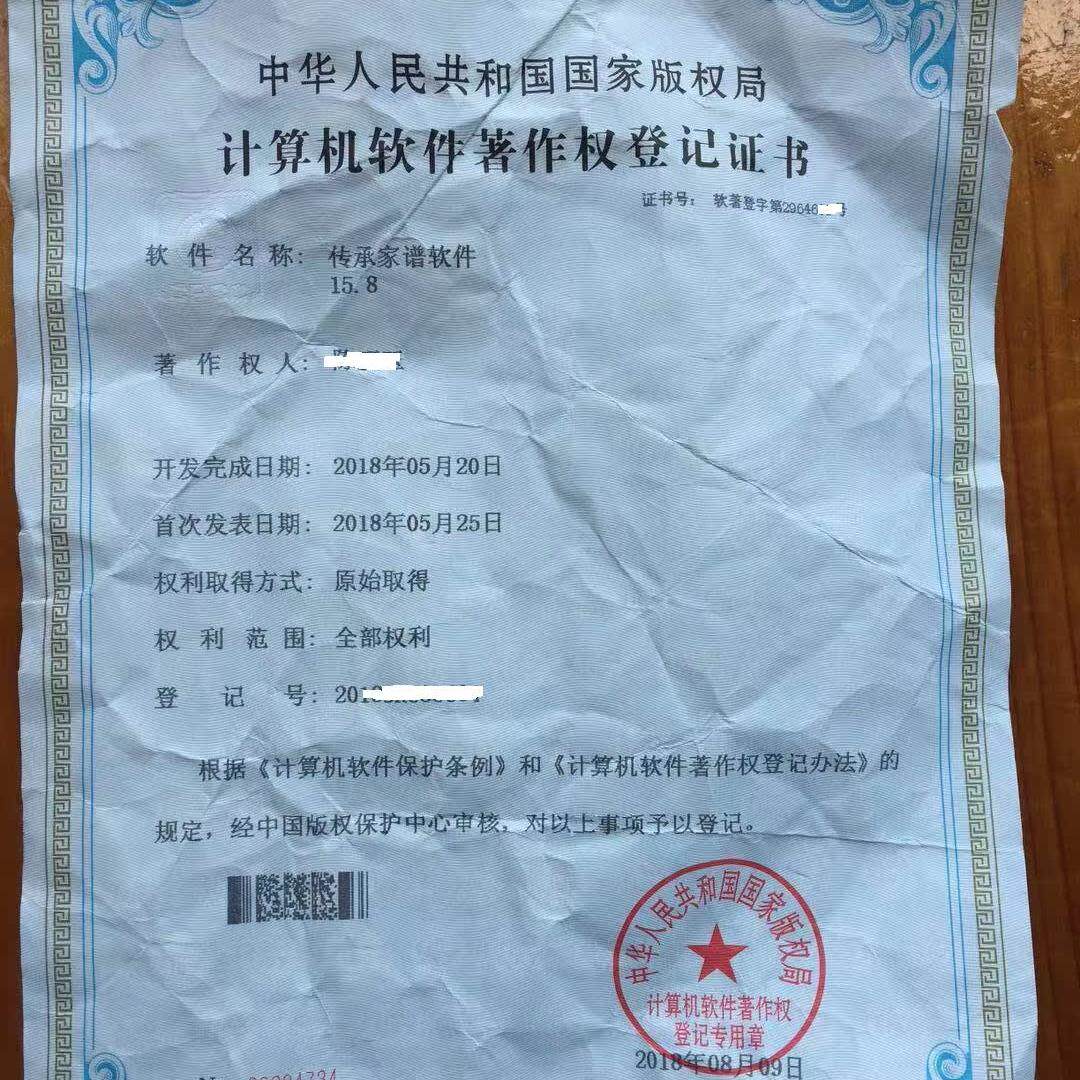 中华人民共和国国家版权局
计算机软件著作权登记证书
证书号： 软著登字第29646 号
软件名称： 传承家谱软件
15.8
著作权人：
开发完成日期： 2018年05月20日
首次发表日期： 2018年05月25日
权利取得方式： 原始取得
权利范围： 全部权利
登记号： 201
根据《计算机软件保护条例》和《计算机软件著作权登记办法》的
规定，经中国版权保护中心审核，对以上事项予以登记。
中华人民共和国国家版权局
计算机软件著作权
登记专用章
2018年08月09日